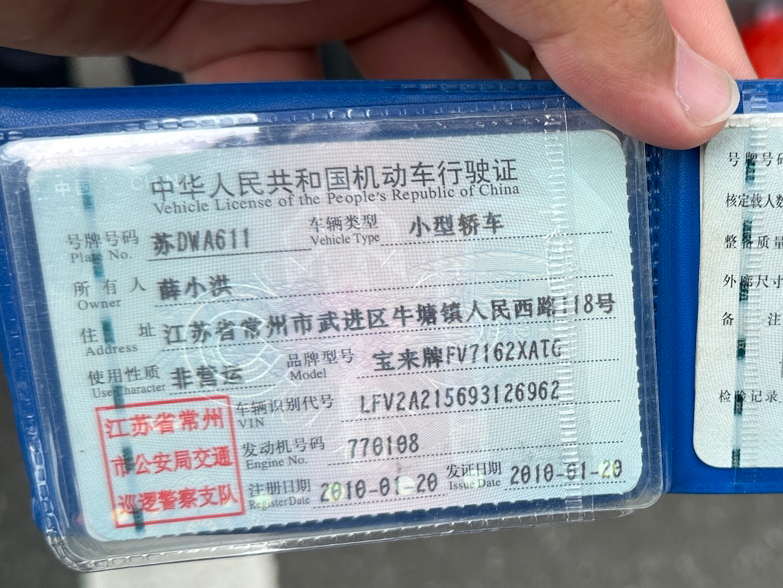 中华人民共和国机动车行驶证
Vehicle License of the People's Republic of China
号牌号码 苏DWA611 车辆类型 小型轿车
Plate No. Vehicle Type
所有人 薛小洪
Owner
住址 江苏省常州市武进区牛塘镇人民西路118号
Address
使用性质 非营运 品牌型号 宝来牌FV7162XATG
Use Character Model
江苏省常州
市公安局交通
巡逻警察支队
车辆识别代号 LFV2A215693126962
VIN
发动机号码 770108
Engine No.
注册日期 2010-01-20 发证日期 2010-01-20
Register Date Issue Date
号牌号码
核定载人数
整备质量
外廓尺寸
备注
检验记录